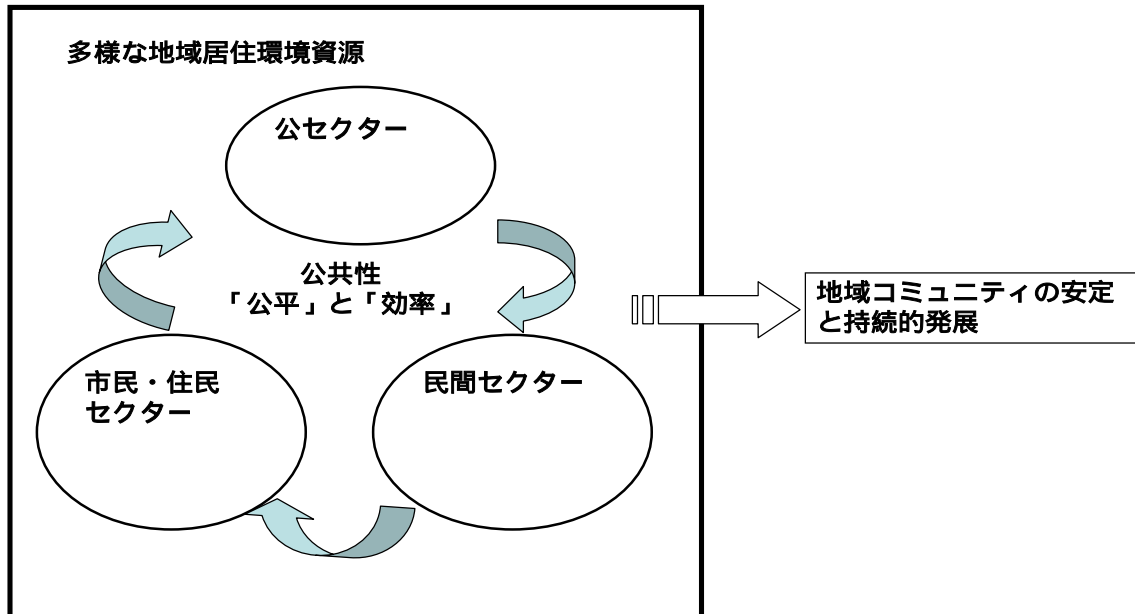 多様な地域居住環境資源
公セクター
公共性
「公平」と「効率」
市民・住民
セクター
民間セクター
地域コミュニティの安定
と持続的発展